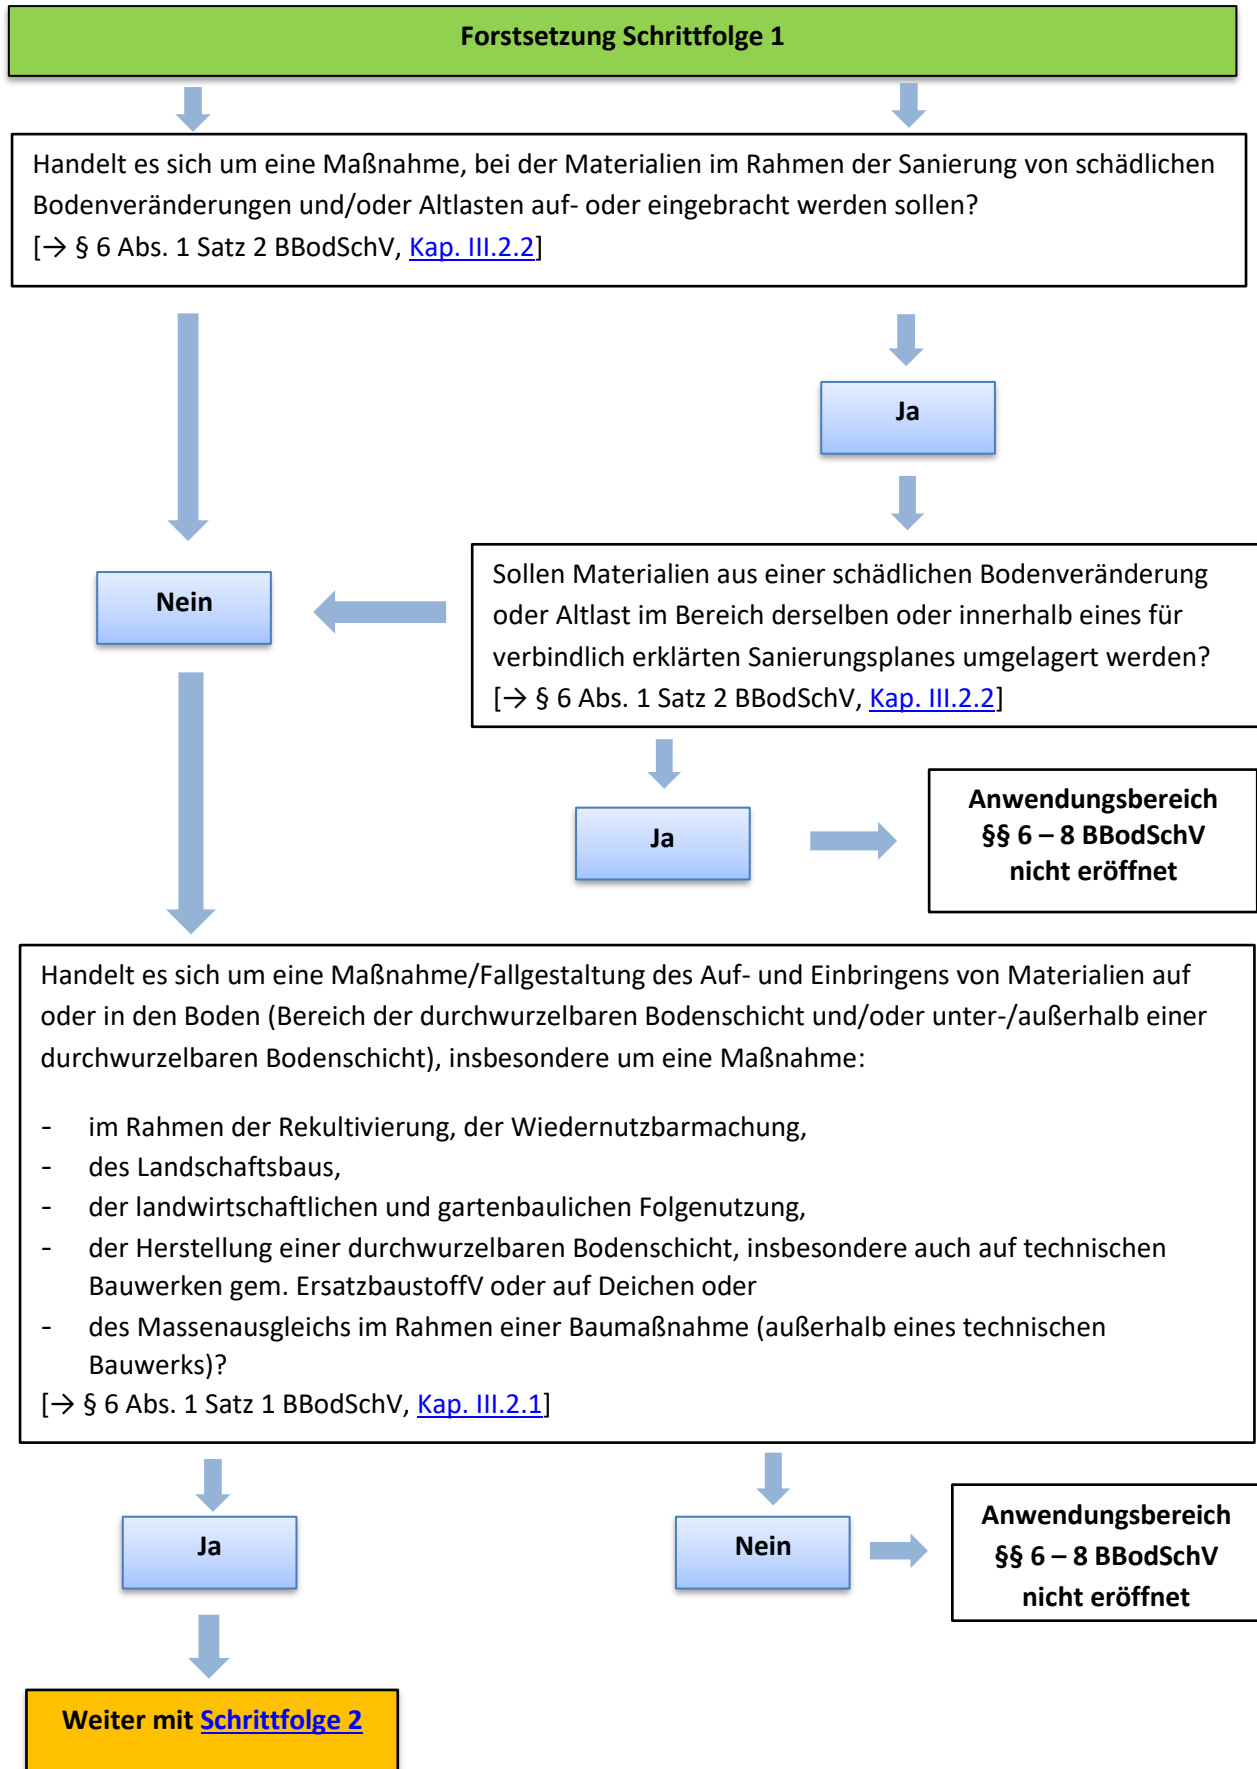 Forstsetzung Schrittfolge 1
Handelt es sich um eine Maßnahme, bei der Materialien im Rahmen der Sanierung von schädlichen
Bodenveränderungen und/oder Altlasten auf- oder eingebracht werden sollen?
[→ § 6 Abs. 1 Satz 2 BBodSchV, Kap. III.2.2]
Ja
Nein
Sollen Materialien aus einer schädlichen Bodenveränderung
oder Altlast im Bereich derselben oder innerhalb eines für
verbindlich erklärten Sanierungsplanes umgelagert werden?
[→ § 6 Abs. 1 Satz 2 BBodSchV, Kap. III.2.2]
Ja
Anwendungsbereich
§§ 6 – 8 BBodSchV
nicht eröffnet
Handelt es sich um eine Maßnahme/Fallgestaltung des Auf- und Einbringens von Materialien auf
oder in den Boden (Bereich der durchwurzelbaren Bodenschicht und/oder unter-/außerhalb einer
durchwurzelbaren Bodenschicht), insbesondere um eine Maßnahme:
- im Rahmen der Rekultivierung, der Wiedernutzbarmachung,
- des Landschaftsbaus,
- der landwirtschaftlichen und gartenbaulichen Folgenutzung,
- der Herstellung einer durchwurzelbaren Bodenschicht, insbesondere auch auf technischen
Bauwerken gem. ErsatzbaustoffV oder auf Deichen oder
- des Massenausgleichs im Rahmen einer Baumaßnahme (außerhalb eines technischen
Bauwerks)?
[→ § 6 Abs. 1 Satz 1 BBodSchV, Kap. III.2.1]
Ja
Nein
Anwendungsbereich
§§ 6 – 8 BBodSchV
nicht eröffnet
Weiter mit Schrittfolge 2